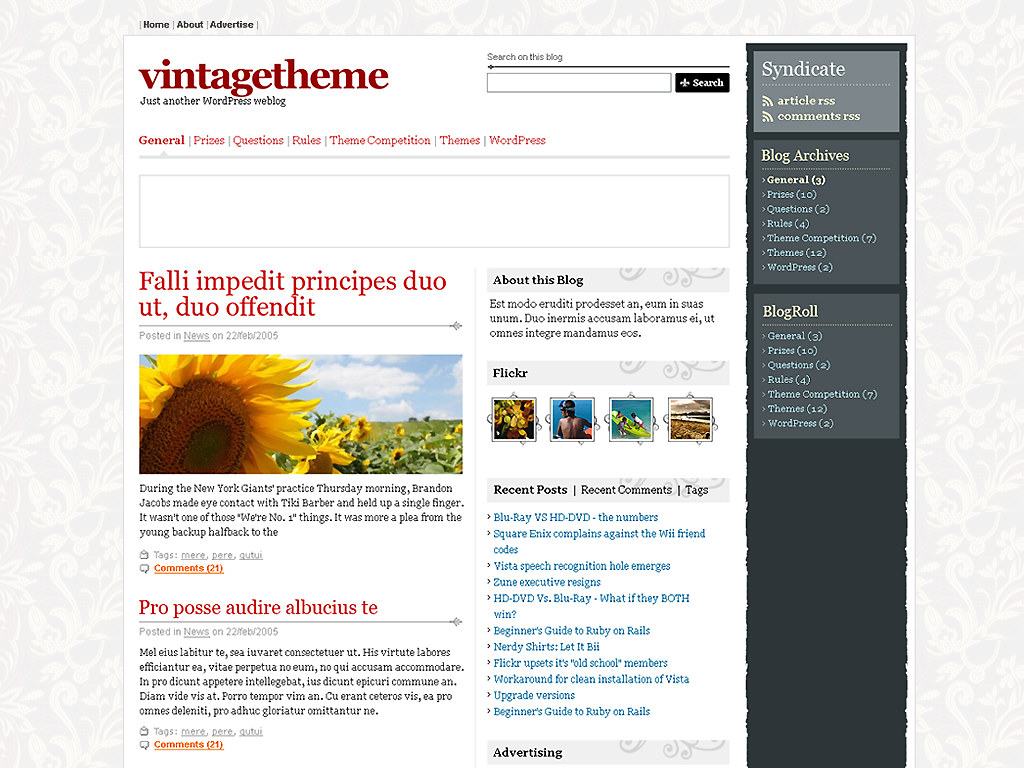 | Home | About | Advertise |
vintagetheme
Just another WordPress weblog
Search on this blog
Search
General | Prizes | Questions | Rules | Theme Competition | Themes | WordPress
Falli impedit principes duo
ut, duo offendit
Posted in News on 22/feb/2005
During the New York Giants' practice Thursday morning, Brandon
Jacobs made eye contact with Tiki Barber and held up a single finger.
It wasn't one of those "We're No. 1" things. It was more a plea from the
young backup halfback to the
Tags: mere, pere, gutui
Comments (21)
Pro posse audire albucius te
Posted in News on 22/feb/2005
Mel eius labitur te, sea iuvaret consectetuer ut. His virtute labores
efficiantur ea, vitae perpetua no eum, no qui accusam accommodare.
In pro dicunt appetere intellegebat, ius dicunt epicuri commune an.
Diam vide vis at. Porro tempor vim an. Cu erant ceteros vis, ea pro
omnes deleniti, pro adhuc gloriatur omittantur ne.
Tags: mere, pere, gutui
Comments (21)
About this Blog
Est modo eruditi prodesset an, eum in suas
unum. Duo inermis accusam laboramus ei, ut
omnes integre mandamus eos.
Flickr
Recent Posts | Recent Comments | Tags
Blu-Ray VS HD-DVD - the numbers
Square Enix complains against the Wii friend
codes
Vista speech recognition hole emerges
Zune executive resigns
HD-DVD Vs. Blu-Ray - What if they BOTH
win?
Beginner's Guide to Ruby on Rails
Nerdy Shirts: Let It Bii
Flickr upsets it's "old school" members
Workaround for clean installation of Vista
Upgrade versions
Beginner's Guide to Ruby on Rails
Advertising
Syndicate
article rss
comments rss
Blog Archives
General (3)
Prizes (10)
Questions (2)
Rules (4)
Theme Competition (7)
Themes (12)
WordPress (2)
BlogRoll
General (3)
Prizes (10)
Questions (2)
Rules (4)
Theme Competition (7)
Themes (12)
WordPress (2)